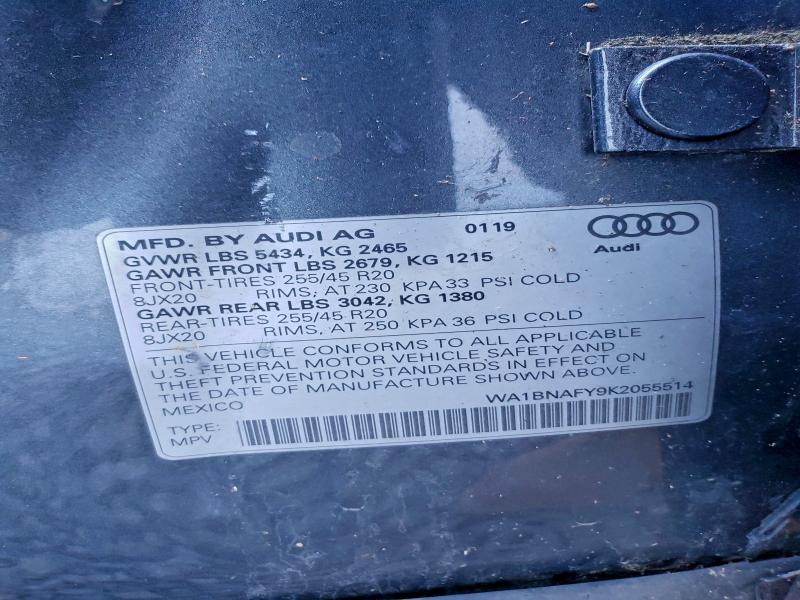 MFD. BY AUDI AG 0119
Audi
GVWR LBS 5434, KG 2465
GAWR FRONT LBS 2679, KG 1215
FRONT-TIRES 255/45 R20
8JX20 RIMS, AT 230 KPA 33 PSI COLD
GAWR REAR LBS 3042, KG 1380
REAR-TIRES 255/45 R20
8JX20 RIMS, AT 250 KPA 36 PSI COLD
THIS VEHICLE CONFORMS TO ALL APPLICABLE
U.S. FEDERAL MOTOR VEHICLE SAFETY AND
THEFT PREVENTION STANDARDS IN EFFECT ON
THE DATE OF MANUFACTURE SHOWN ABOVE.
MEXICO WA1BNAFY9K2055514
TYPE:
MPV